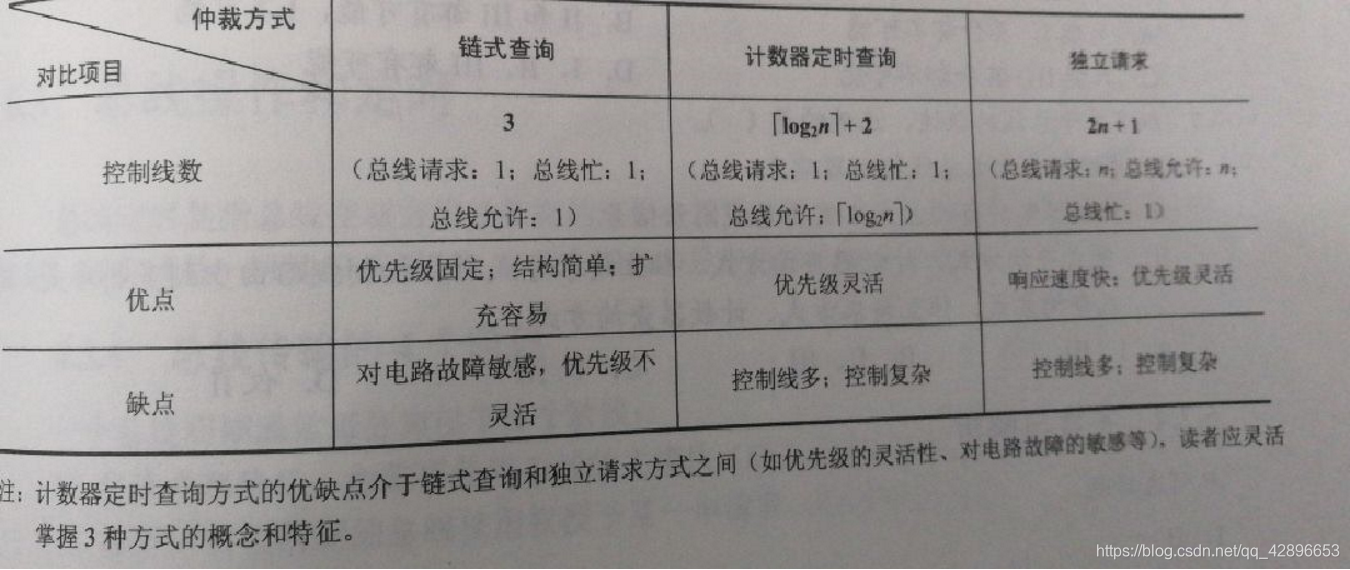 仲裁方式
对比项目
链式查询
计数器定时查询
独立请求
控制线数
3
(总线请求：1；总线忙：1；
总线允许：1)
⌈log₂n⌉+2
(总线请求：1；总线忙：1；
总线允许：⌈log₂n⌉)
2n+1
(总线请求：n；总线允许：n；
总线忙：1)
优点
优先级固定；结构简单；扩
充容易
优先级灵活
响应速度快；优先级灵活
缺点
对电路故障敏感，优先级不
灵活
控制线多；控制复杂
控制线多；控制复杂
注：计数器定时查询方式的优缺点介于链式查询和独立请求方式之间（如优先级的灵活性、对电路故障的敏感等）。读者应灵活
掌握3种方式的概念和特征。
https://blog.csdn.net/qq_42896653